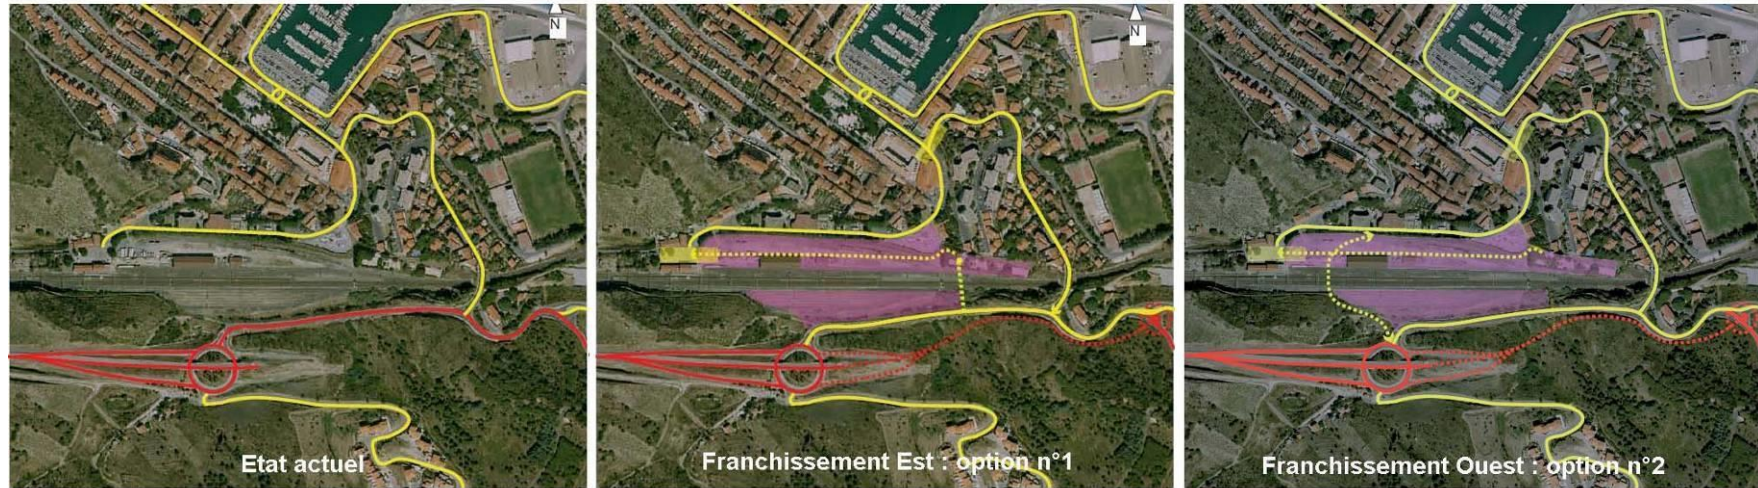 N
N
N
Etat actuel
Franchissement Est : option n°1
Franchissement Ouest : option n°2